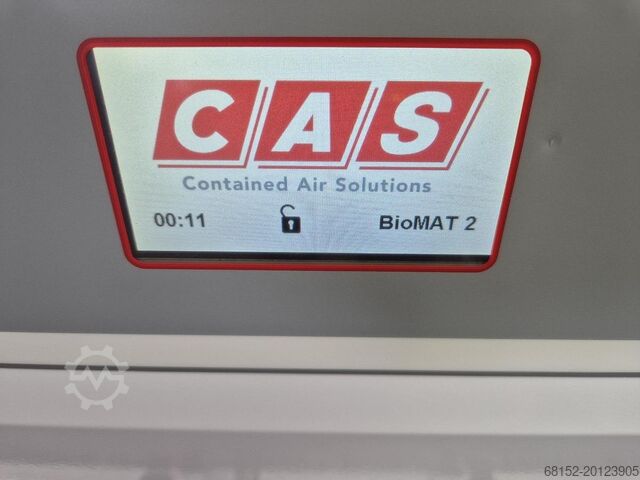 CAS
Contained Air Solutions
00:11 BioMAT 2
68152-20123905